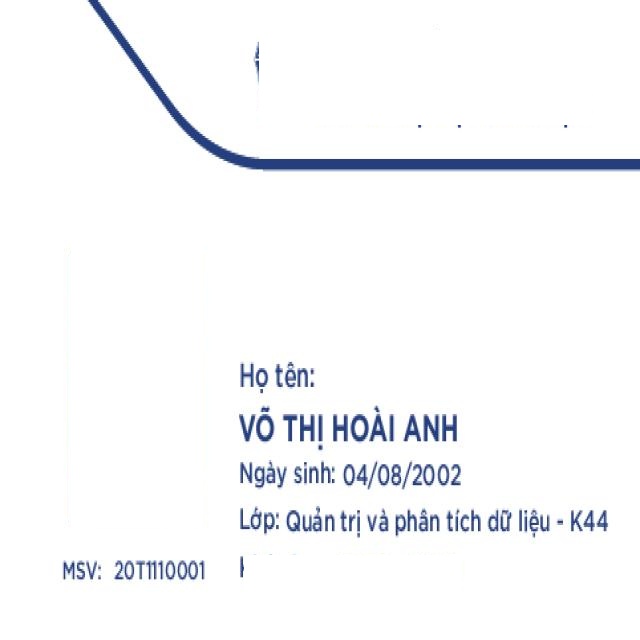 Họ tên:
VÕ THỊ HOÀI ANH
Ngày sinh: 04/08/2002
Lớp: Quản trị và phân tích dữ liệu - K44
MSV: 20T1110001